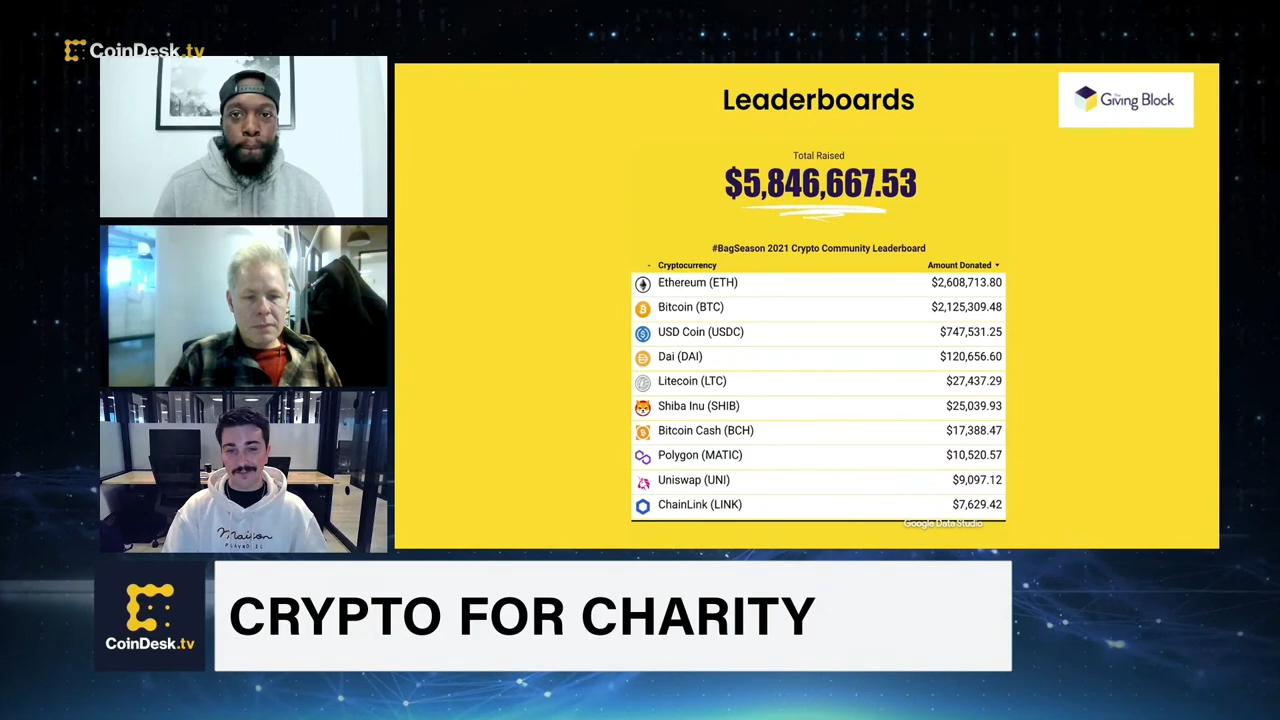 CoinDesk.tv
Leaderboards
The Giving Block
Total Raised
$5,846,667.53
#BagSeason 2021 Crypto Community Leaderboard
- Cryptocurrency Amount Donated
Ethereum (ETH) $2,608,713.80
Bitcoin (BTC) $2,125,309.48
USD Coin (USDC) $747,531.25
Dai (DAI) $120,656.60
Litecoin (LTC) $27,437.29
Shiba Inu (SHIB) $25,039.93
Bitcoin Cash (BCH) $17,388.47
Polygon (MATIC) $10,520.57
Uniswap (UNI) $9,097.12
ChainLink (LINK) $7,629.42
Google Data Studio
Maison
CoinDesk.tv
CRYPTO FOR CHARITY